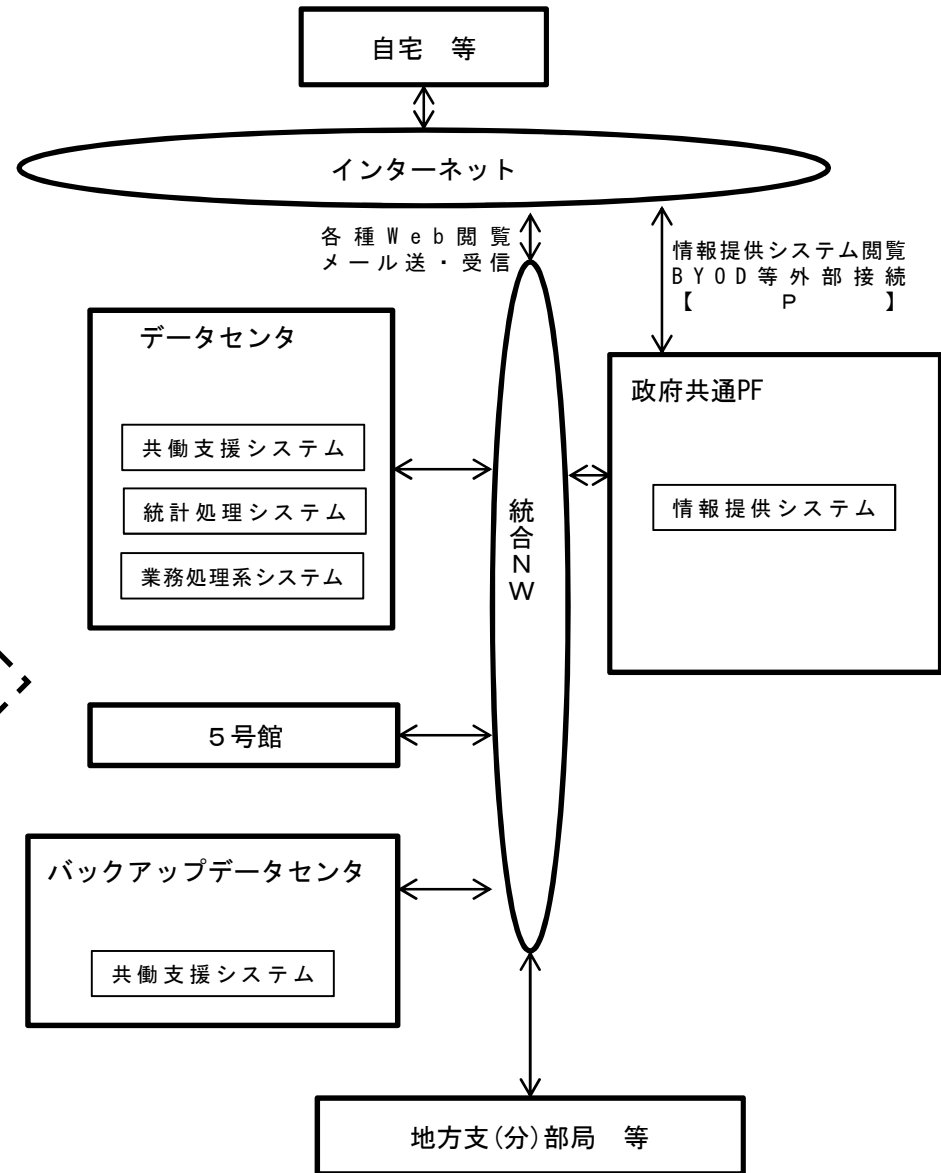 自宅　等
インターネット
各種Web閲覧
メール送・受信
情報提供システム閲覧
BYOD等外部接続
【　P　】
データセンタ
共働支援システム
統計処理システム
業務処理系システム
政府共通PF
情報提供システム
統合NW
５号館
バックアップデータセンタ
共働支援システム
地方支(分)部局　等